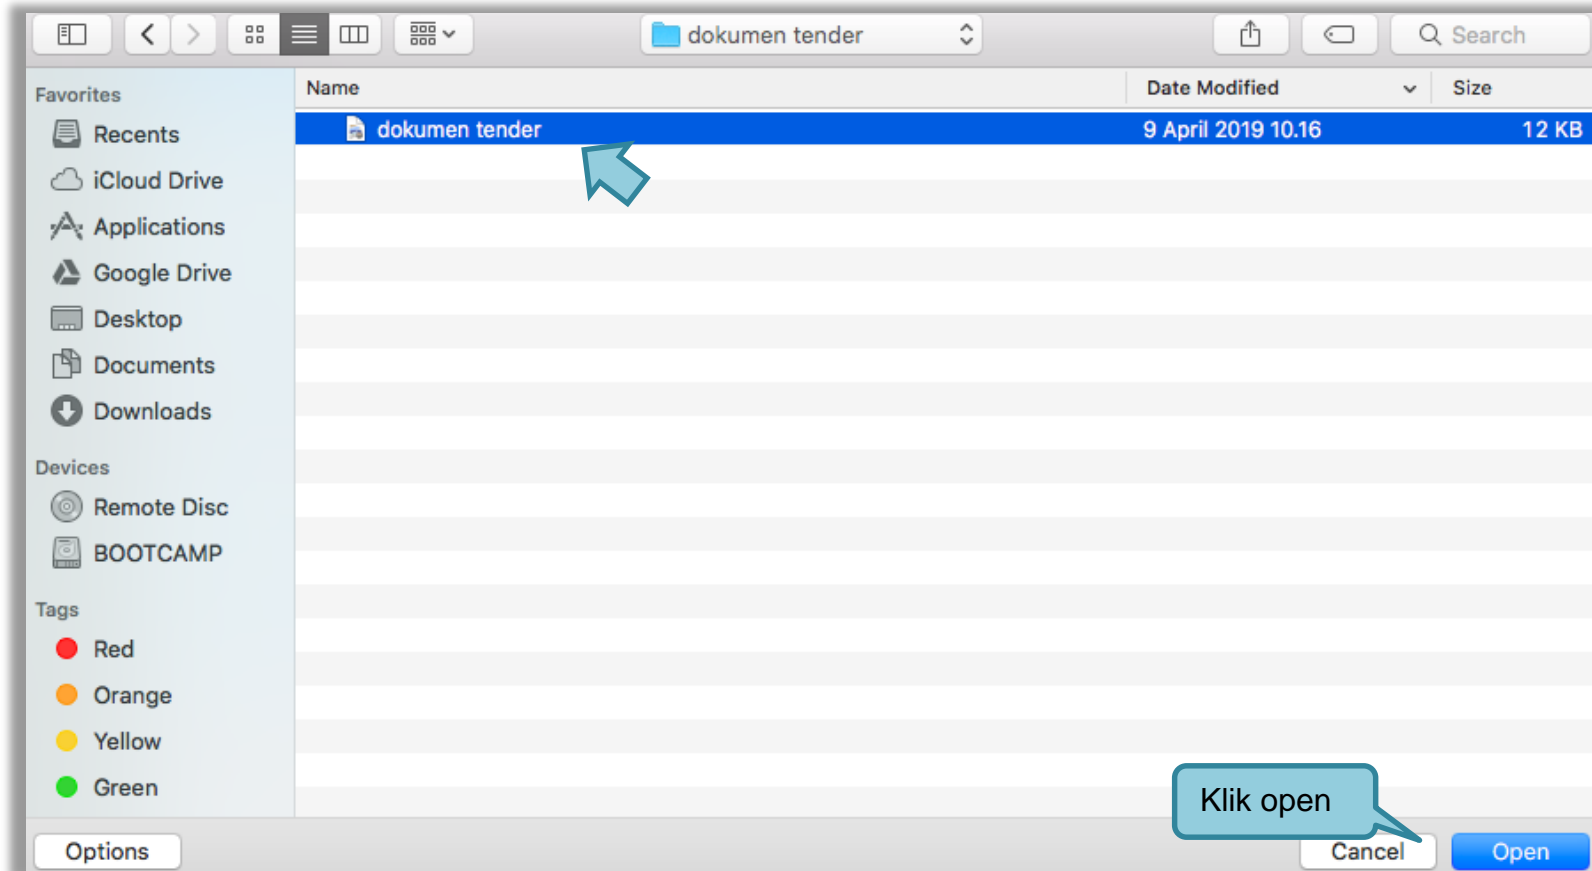 dokumen tender
Search
Favorites
Recents
iCloud Drive
Applications
Google Drive
Desktop
Documents
Downloads
Devices
Remote Disc
BOOTCAMP
Tags
Red
Orange
Yellow
Green
Name Date Modified Size
dokumen tender 9 April 2019 10.16 12 KB
Klik open
Options Cancel Open